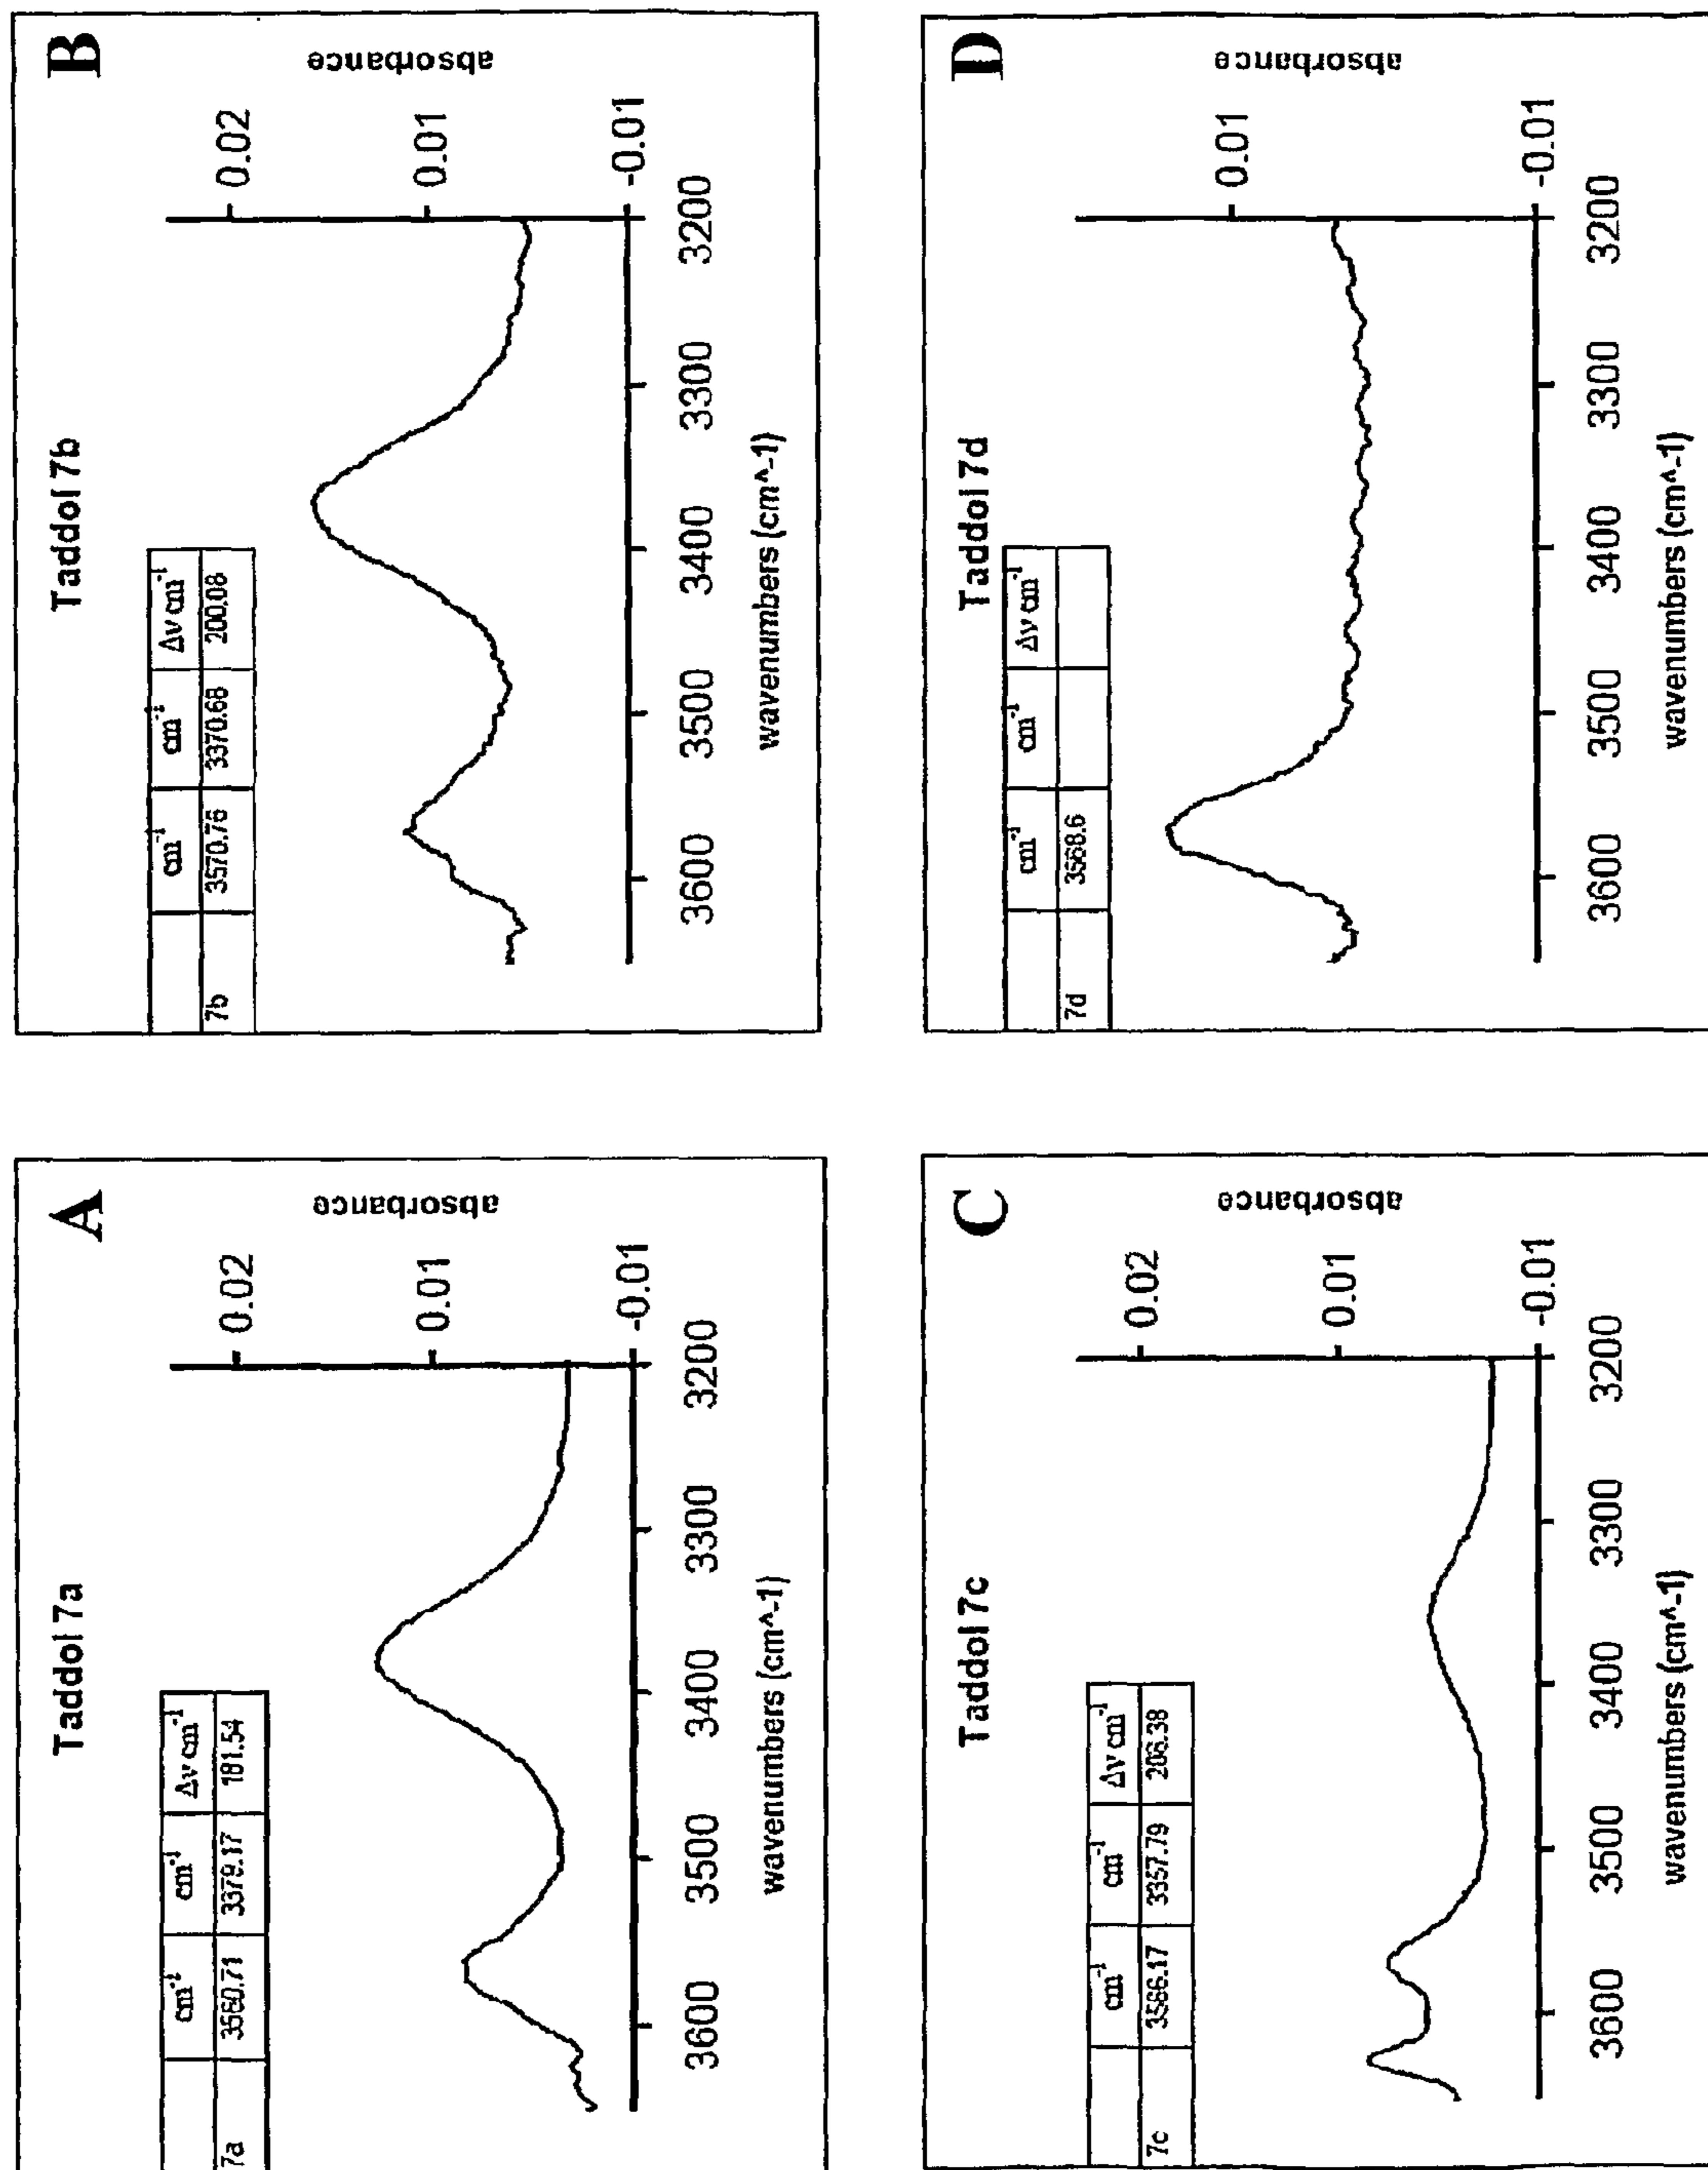 Taddol 7a
A
cm⁻¹ cm⁻¹ Δν cm⁻¹
7a 3560.71 3379.17 181.54
0.02
0.01
-0.01
absorbance
3600 3500 3400 3300 3200
wavenumbers (cm^-1)
Taddol 7b
B
cm⁻¹ cm⁻¹ Δν cm⁻¹
7b 3570.76 3370.68 200.08
0.02
0.01
-0.01
absorbance
3600 3500 3400 3300 3200
wavenumbers (cm^-1)
Taddol 7c
C
cm⁻¹ cm⁻¹ Δν cm⁻¹
7c 3566.17 3357.79 208.38
0.02
0.01
-0.01
absorbance
3600 3500 3400 3300 3200
wavenumbers (cm^-1)
Taddol 7d
D
cm⁻¹ cm⁻¹ Δν cm⁻¹
7d 3568.6
0.01
-0.01
absorbance
3600 3500 3400 3300 3200
wavenumbers (cm^-1)